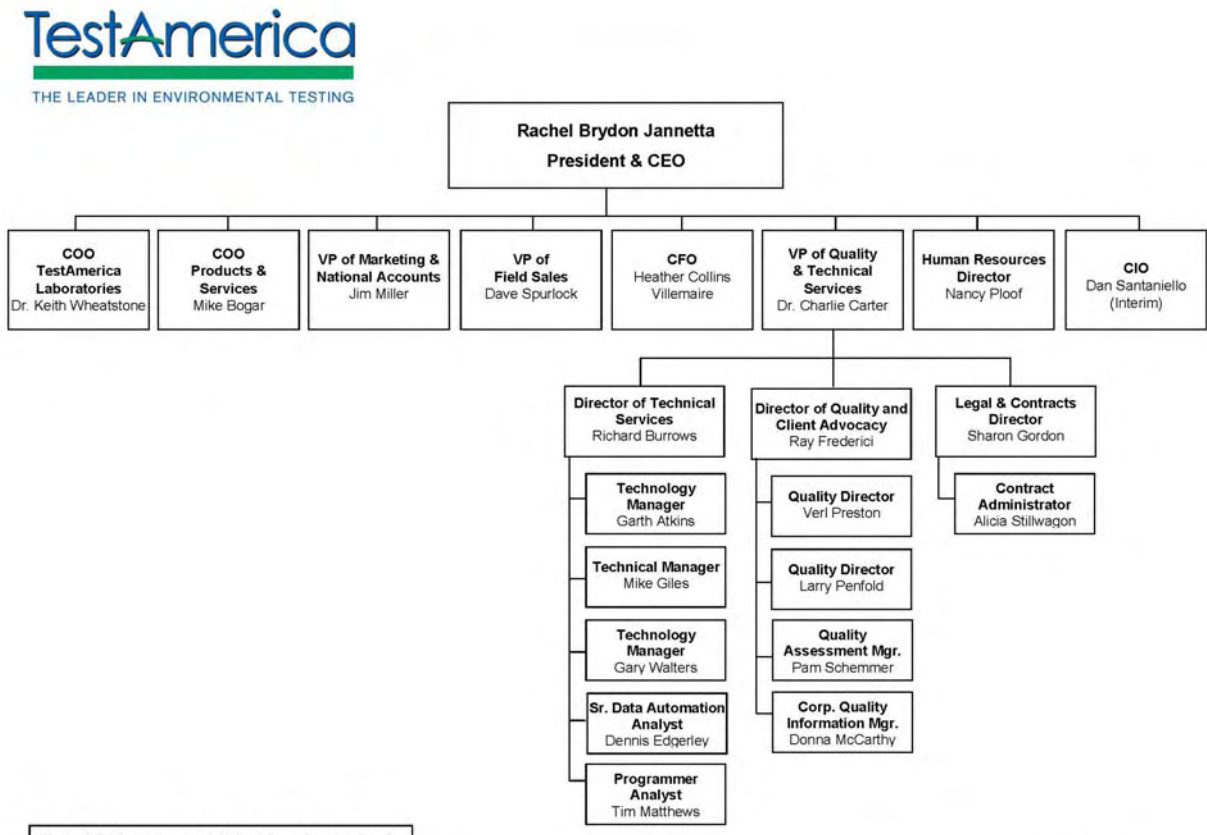 TestAmerica
THE LEADER IN ENVIRONMENTAL TESTING
Rachel Brydon Jannetta
President & CEO
COO
TestAmerica
Laboratories
Dr. Keith Wheatstone
COO
Products &
Services
Mike Bogar
VP of Marketing &
National Accounts
Jim Miller
VP of
Field Sales
Dave Spurlock
CFO
Heather Collins
Villemaire
VP of Quality
& Technical
Services
Dr. Charlie Carter
Human Resources
Director
Nancy Ploof
CIO
Dan Santaniello
(Interim)
Director of Technical
Services
Richard Burrows
Technology
Manager
Garth Atkins
Technical Manager
Mike Giles
Technology
Manager
Gary Walters
Sr. Data Automation
Analyst
Dennis Edgerley
Programmer
Analyst
Tim Matthews
Director of Quality and
Client Advocacy
Ray Frederici
Quality Director
Verl Preston
Quality Director
Larry Penfold
Quality
Assessment Mgr.
Pam Schemmer
Corp. Quality
Information Mgr.
Donna McCarthy
Legal & Contracts
Director
Sharon Gordon
Contract
Administrator
Alicia Stillwagon